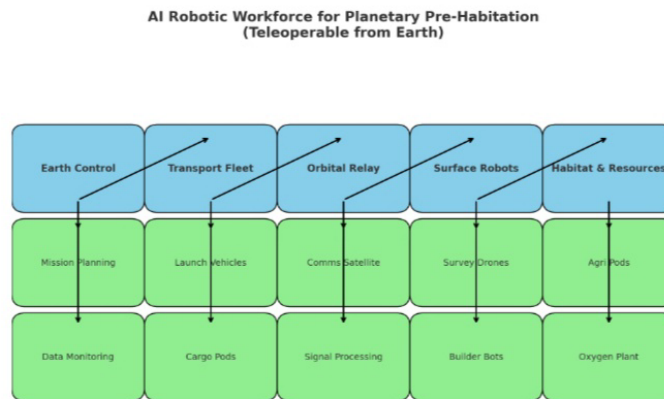 AI Robotic Workforce for Planetary Pre-Habitation
(Teleoperable from Earth)
Earth Control
Transport Fleet
Orbital Relay
Surface Robots
Habitat & Resources
Mission Planning
Launch Vehicles
Comms Satellite
Survey Drones
Agri Pods
Data Monitoring
Cargo Pods
Signal Processing
Builder Bots
Oxygen Plant